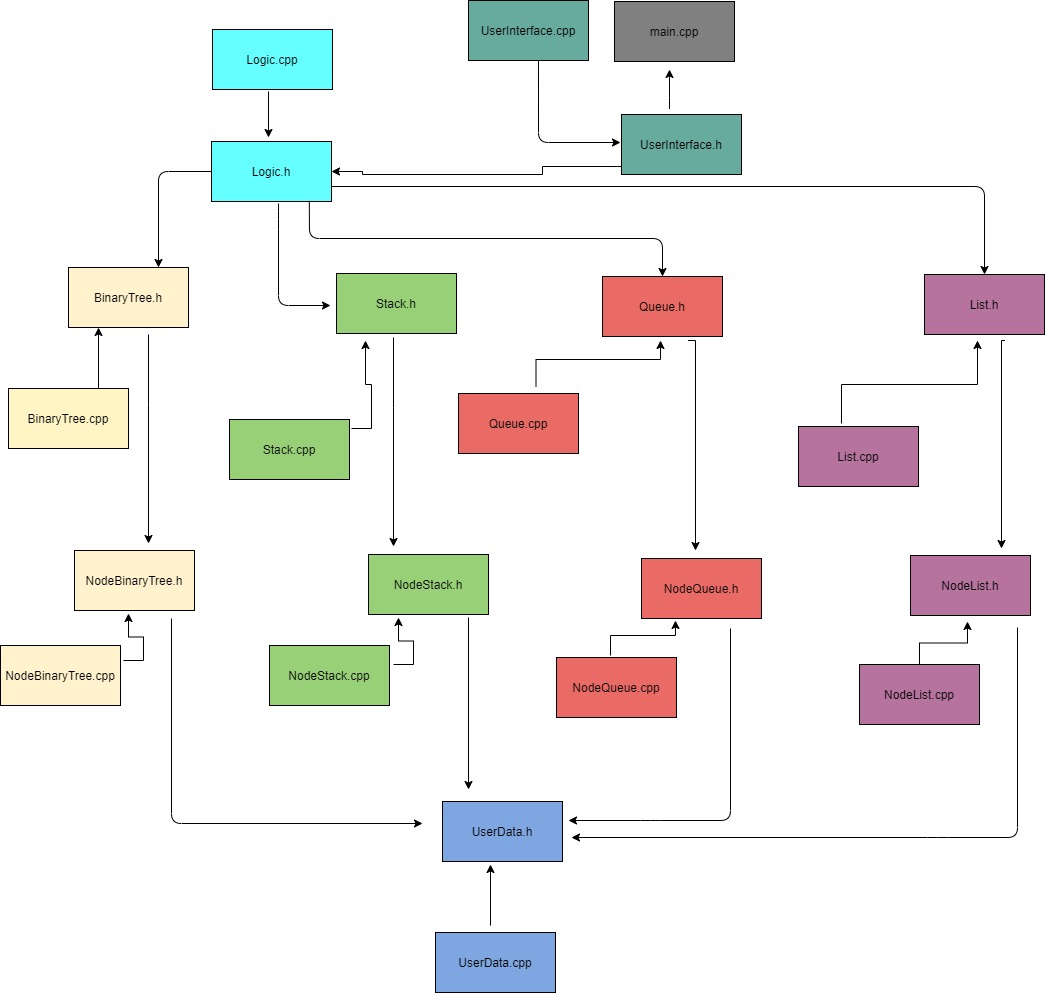 UserInterface.cpp
main.cpp
Logic.cpp
UserInterface.h
Logic.h
BinaryTree.h
Stack.h
Queue.h
List.h
BinaryTree.cpp
Stack.cpp
Queue.cpp
List.cpp
NodeBinaryTree.h
NodeStack.h
NodeQueue.h
NodeList.h
NodeBinaryTree.cpp
NodeStack.cpp
NodeQueue.cpp
NodeList.cpp
UserData.h
UserData.cpp